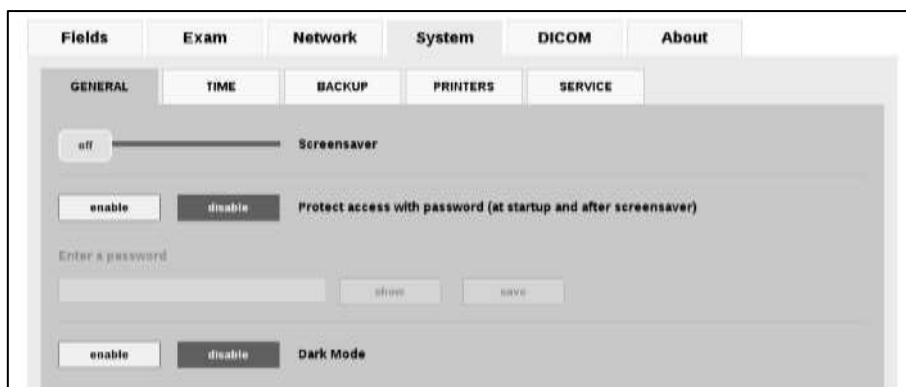 Fields Exam Network System DICOM About
GENERAL TIME BACKUP PRINTERS SERVICE
off Screensaver
enable disable Protect access with password (at startup and after screensaver)
Enter a password
show save
enable disable Dark Mode